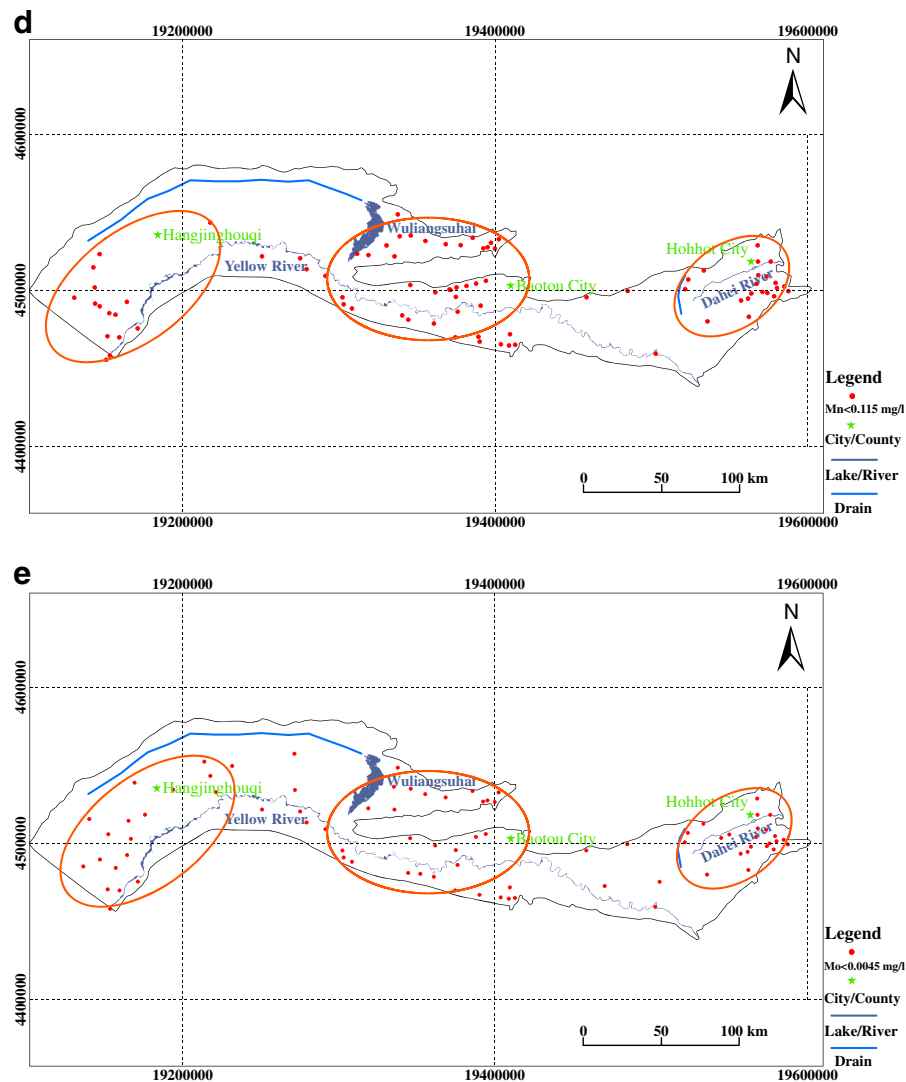 d
19200000 19400000 19600000
N
4600000
Hangjinghouqi
Wuliangsuhai
Hohhot City
Yellow River
Dahei River
Baotou City
4500000
Legend
Mn<0.115 mg/l
City/County
4400000
0 50 100 km
Lake/River
Drain
19200000 19400000 19600000
e
19200000 19400000 19600000
N
4600000
Hangjinghouqi
Wuliangsuhai
Hohhot City
Yellow River
Dahei River
Baotou City
4500000
Legend
Mo<0.0045 mg/l
City/County
4400000
0 50 100 km
Lake/River
Drain
19200000 19400000 19600000